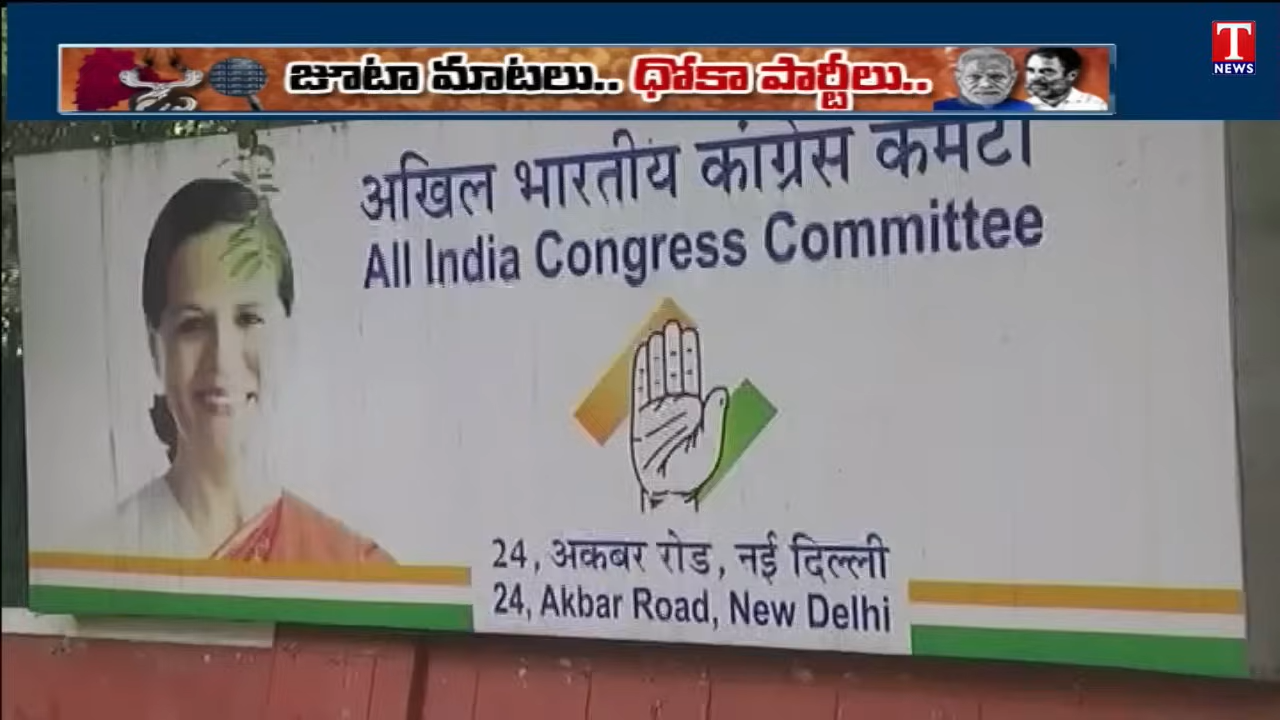 జూటా మాటలు.. ధోకా పార్టీలు..
T
NEWS
अखिल भारतीय कांग्रेस कमेटी
All India Congress Committee
24, अकबर रोड, नई दिल्ली
24, Akbar Road, New Delhi